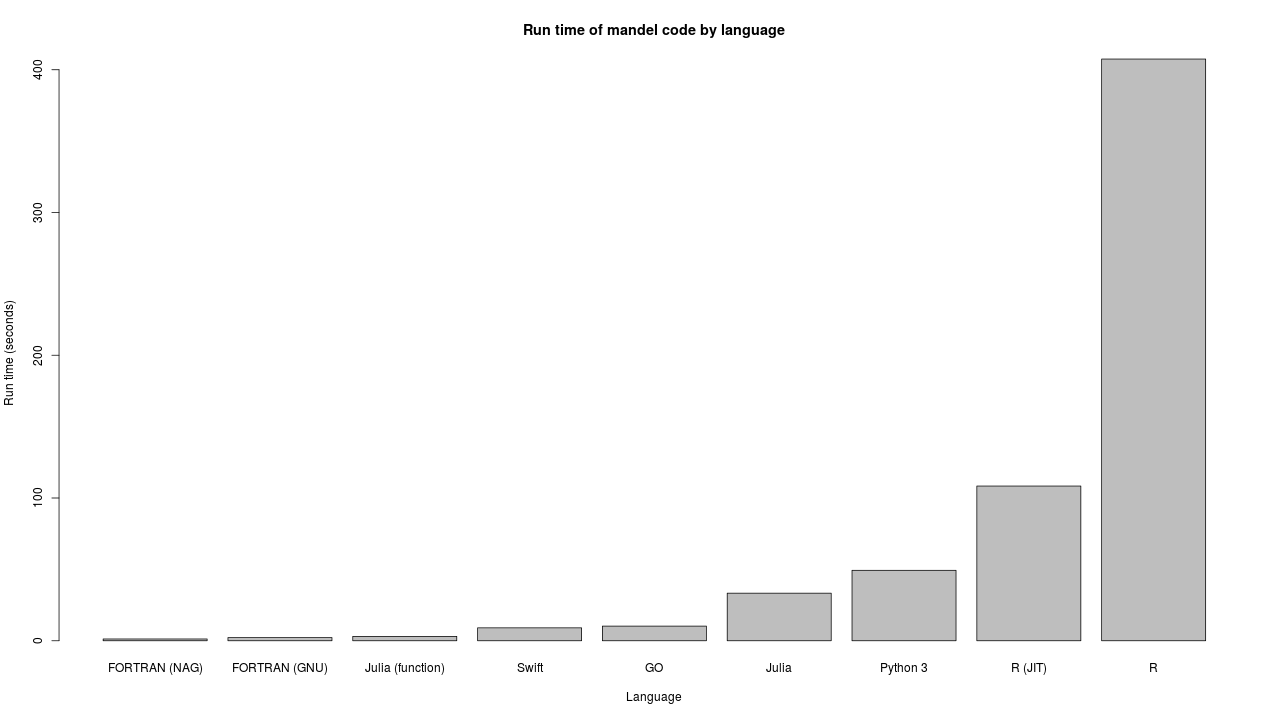 Run time of mandel code by language
Run time (seconds)
400
300
200
100
0
FORTRAN (NAG) FORTRAN (GNU) Julia (function) Swift GO Julia Python 3 R (JIT) R
Language